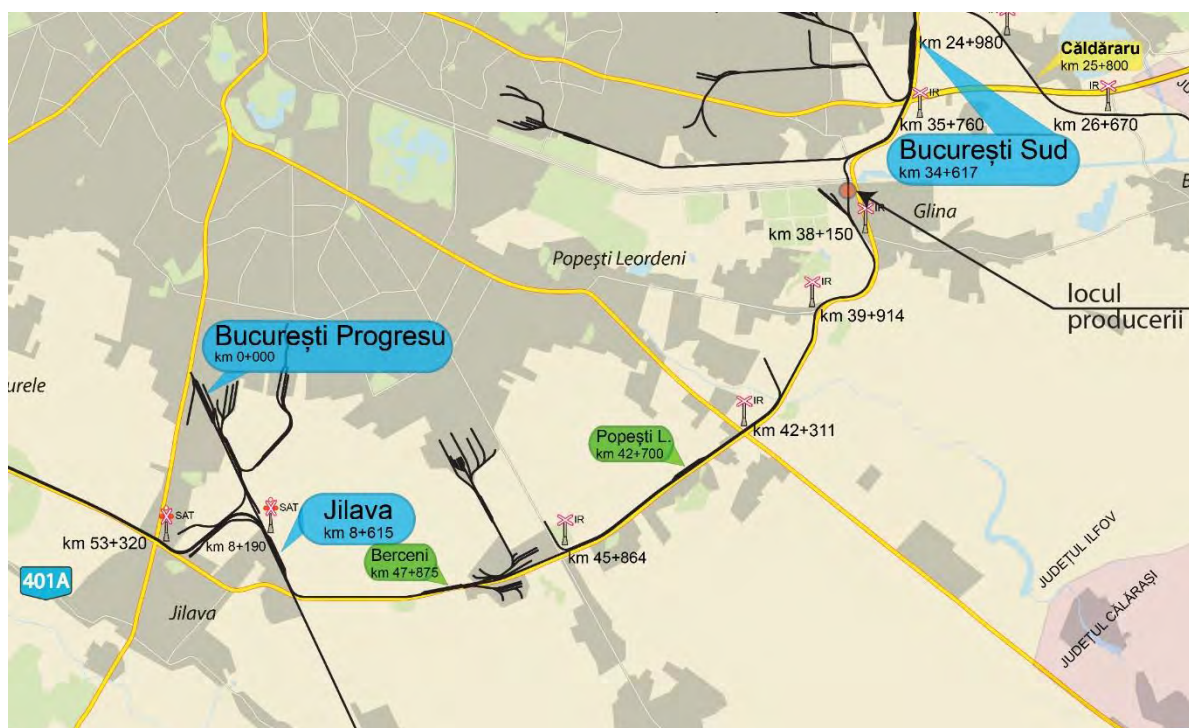 km 24+980
IR
Căldăraru
km 25+800
IR
IR
km 35+760
km 26+670
București Sud
km 34+617
IR
Glina
km 38+150
Popești Leordeni
IR
locul
producerii
km 39+914
București Progresu
km 0+000
urele
IR
km 42+311
Popești L.
km 42+700
SAT
SAT
Jilava
km 8+615
IR
km 53+320
km 8+190
km 45+864
Berceni
km 47+875
401A
Jilava
JUDEȚUL ILFOV
JUDEȚUL CĂLĂRAȘI